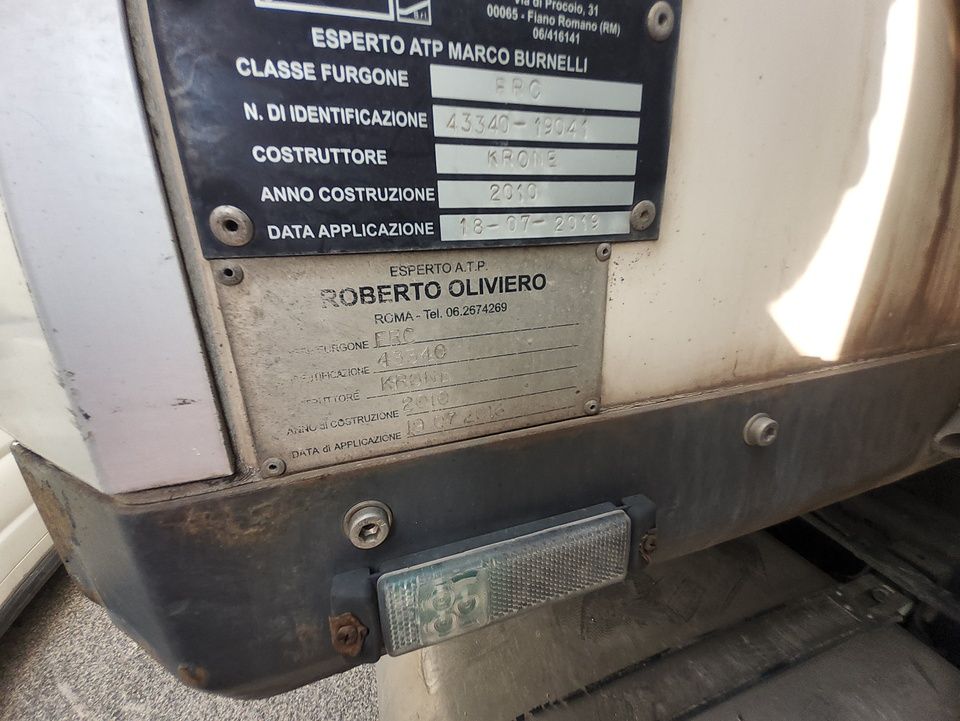 Via di Procoio, 31
00065 - Fiano Romano (RM)
06/416141
ESPERTO ATP MARCO BURNELLI
CLASSE FURGONE FRC
N. DI IDENTIFICAZIONE 43340-19041
COSTRUTTORE KRONE
ANNO COSTRUZIONE 2010
DATA APPLICAZIONE 18-07-2019
ESPERTO A.T.P.
ROBERTO OLIVIERO
ROMA - Tel. 06.2674269
FURGONE FRC
43340
KRONE
ANNO di COSTRUZIONE 2010
DATA di APPLICAZIONE